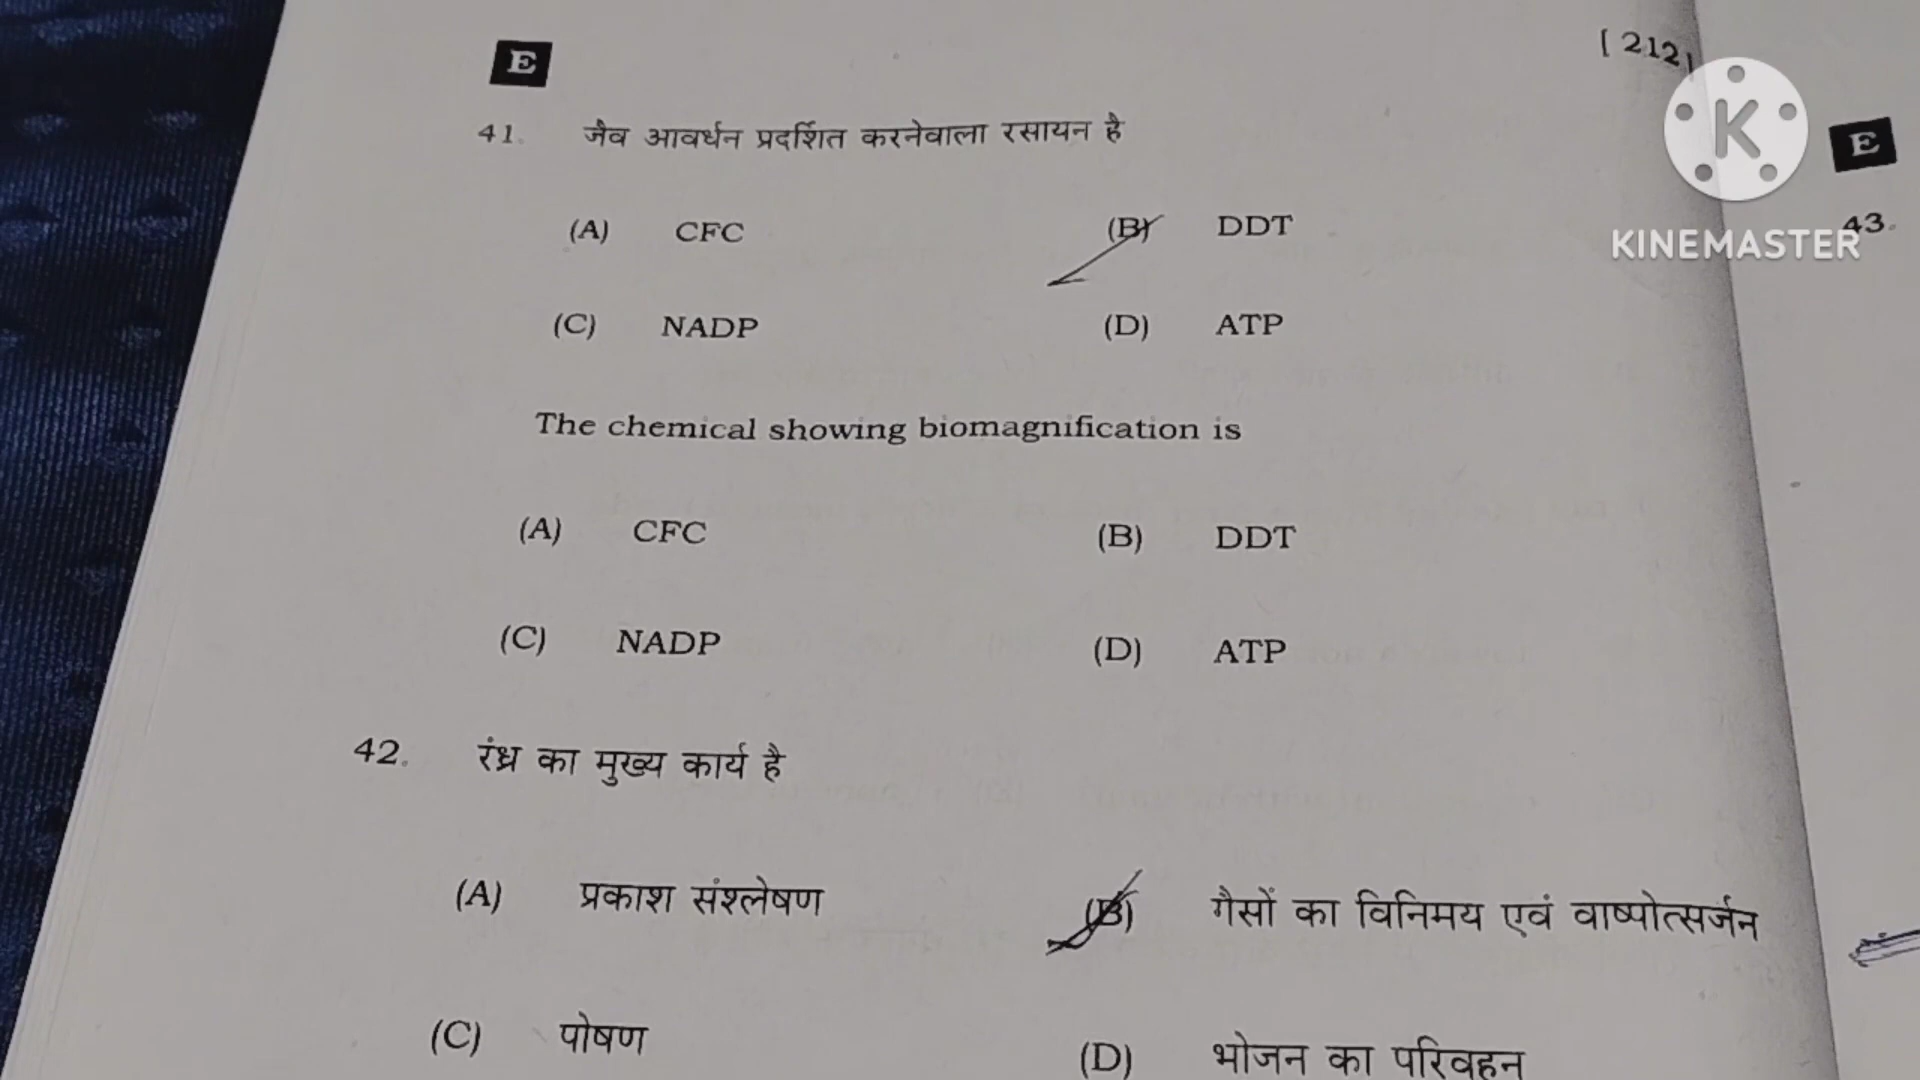 E
[ 212 ]
41. जैव आवर्धन प्रदर्शित करनेवाला रसायन है
(A) CFC (B) DDT
(C) NADP (D) ATP
The chemical showing biomagnification is
(A) CFC (B) DDT
(C) NADP (D) ATP
42. रंध्र का मुख्य कार्य है
(A) प्रकाश संश्लेषण (B) गैसों का विनिमय एवं वाष्पोत्सर्जन
(C) पोषण (D) भोजन का परिवहन
E
43.
K
KINEMASTER